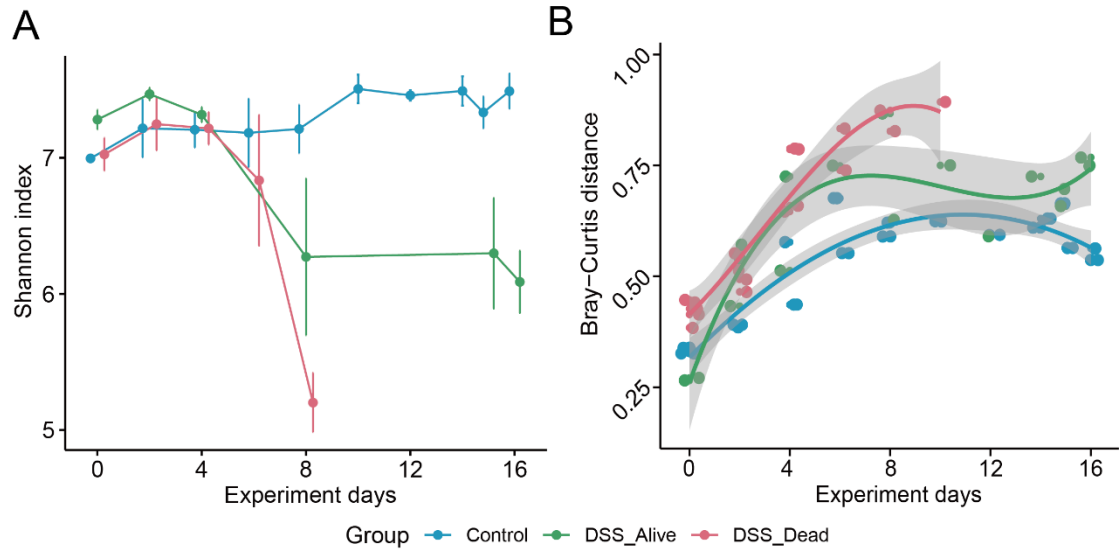 A
Shannon index
7
6
5
0 4 8 12 16
Experiment days
B
Bray-Curtis distance
1.00
0.75
0.50
0.25
0 4 8 12 16
Experiment days
Group Control DSS_Alive DSS_Dead